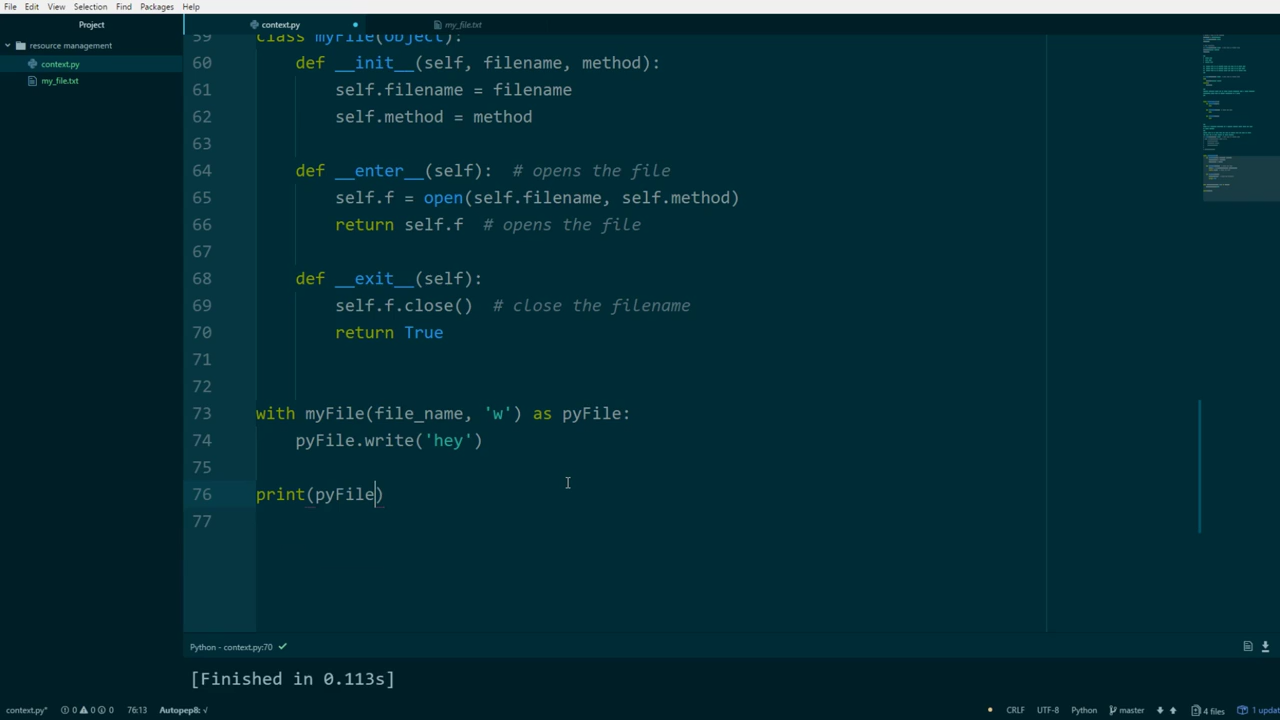 File Edit View Selection Find Packages Help
Project
context.py
my_file.txt
resource management
context.py
my_file.txt
59 class myFile(object):
60 def __init__(self, filename, method):
61 self.filename = filename
62 self.method = method
63
64 def __enter__(self): # opens the file
65 self.f = open(self.filename, self.method)
66 return self.f # opens the file
67
68 def __exit__(self):
69 self.f.close() # close the filename
70 return True
71
72
73 with myFile(file_name, 'w') as pyFile:
74 pyFile.write('hey')
75
76 print(pyFile)
77
Python - context.py:70
[Finished in 0.113s]
context.py* 0 0 0 76:13 Autopep8: √ CRLF UTF-8 Python master 4 files 1 updat